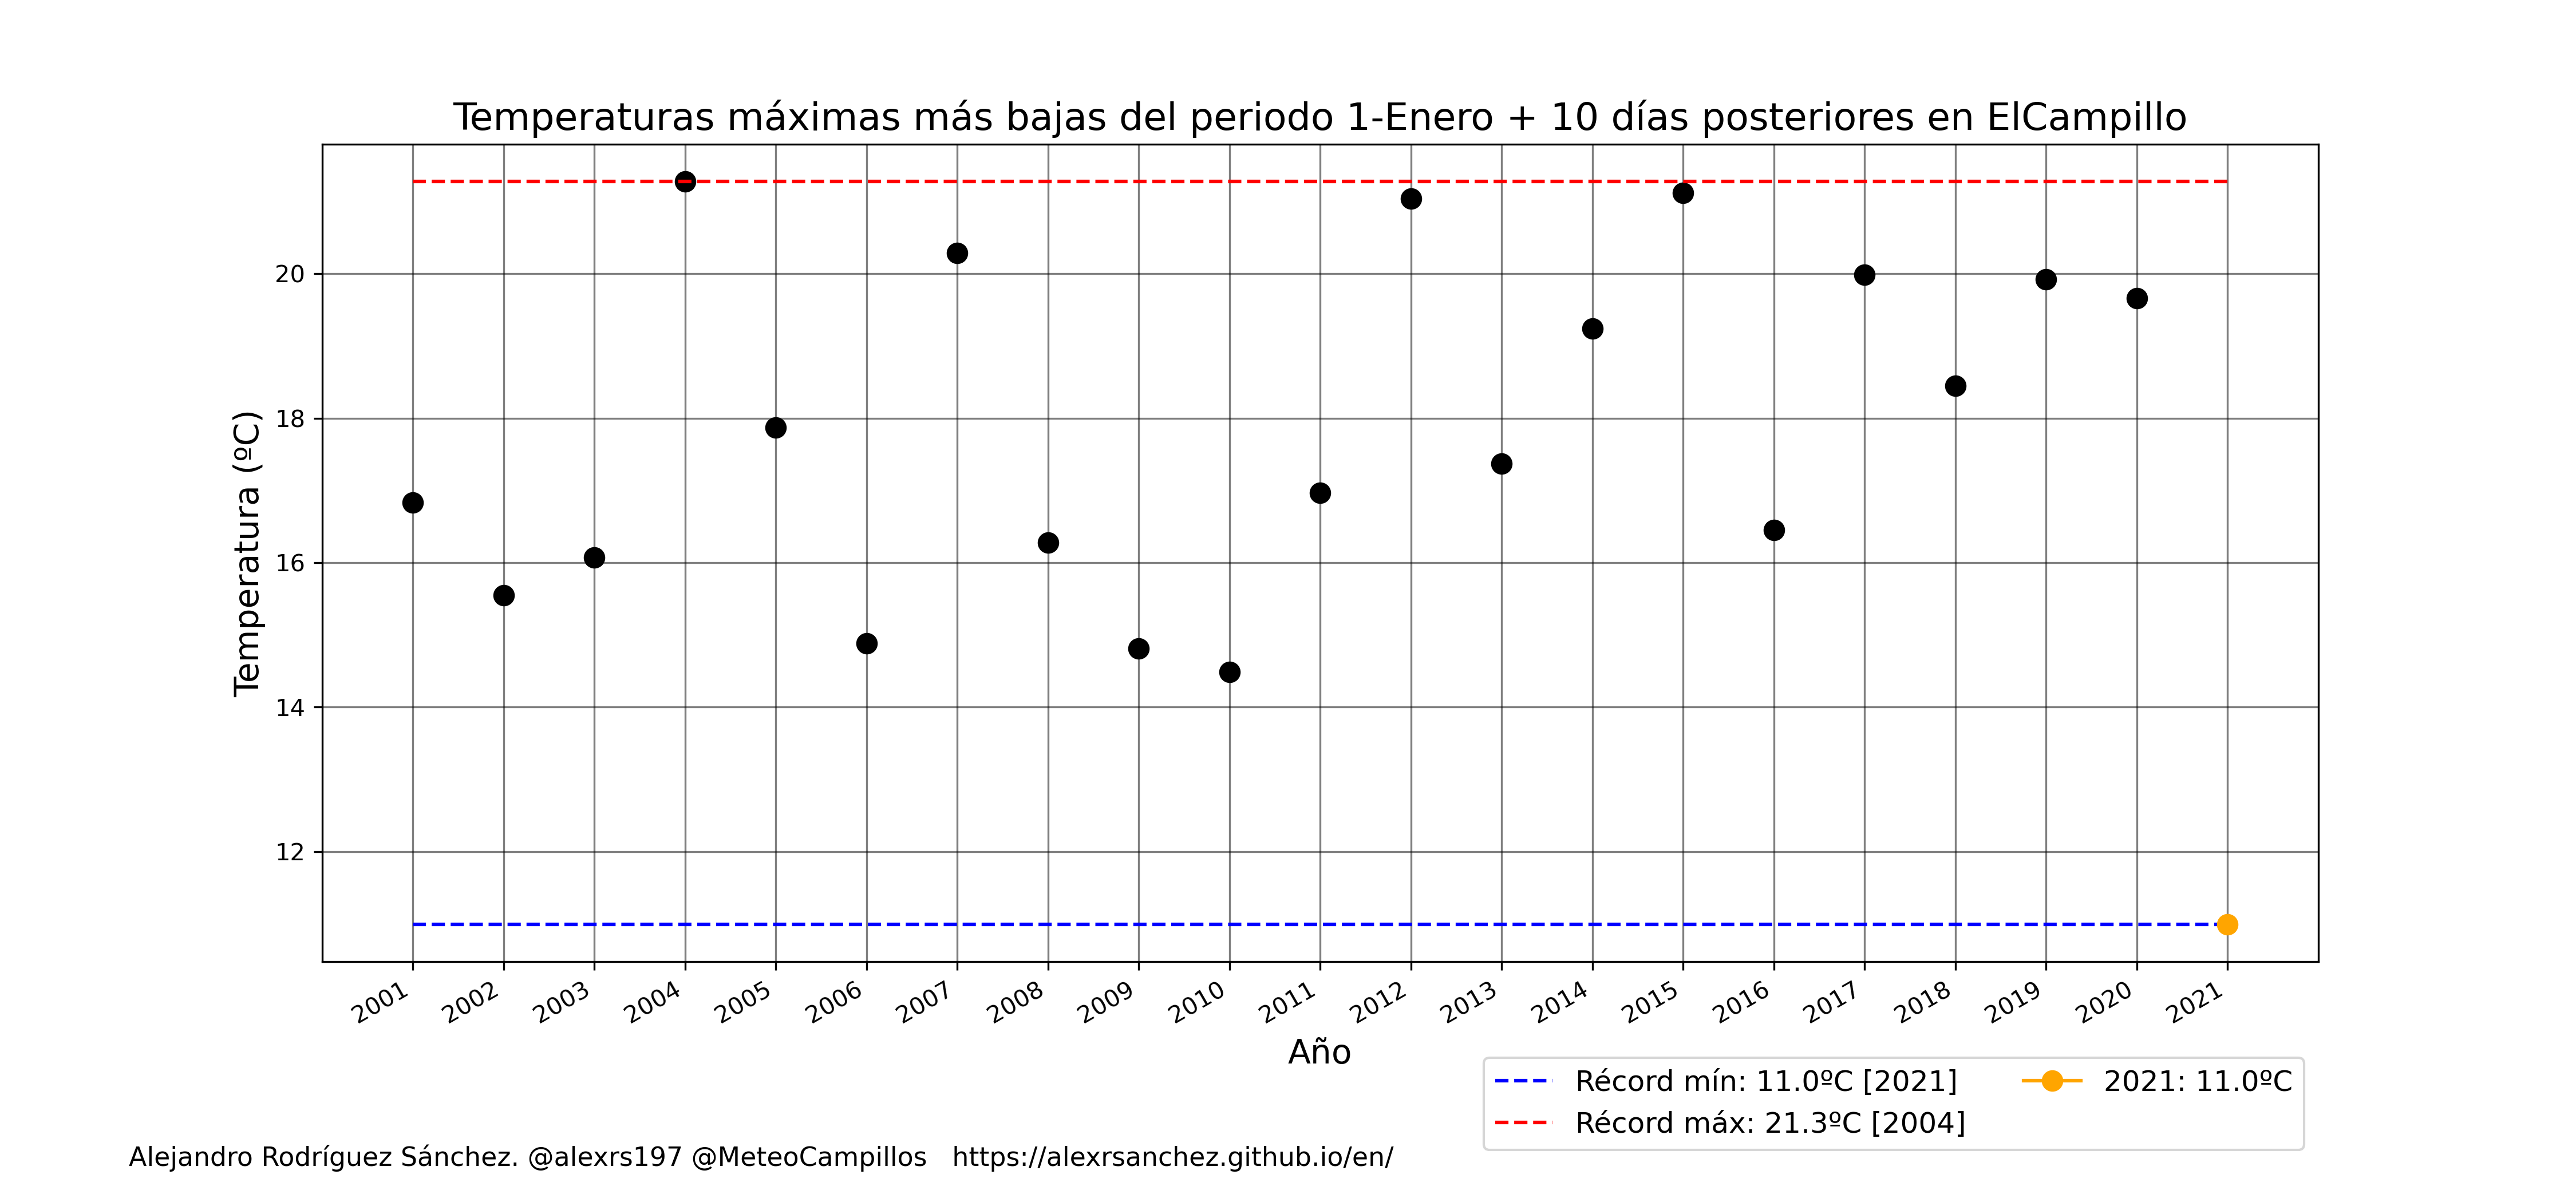 Temperaturas máximas más bajas del periodo 1-Enero + 10 días posteriores en ElCampillo
Temperatura (ºC)
20
18
16
14
12
2001 2002 2003 2004 2005 2006 2007 2008 2009 2010 2011 2012 2013 2014 2015 2016 2017 2018 2019 2020 2021
Año
Récord mín: 11.0ºC [2021]
Récord máx: 21.3ºC [2004]
2021: 11.0ºC
Alejandro Rodríguez Sánchez. @alexrs197 @MeteoCampillos https://alexrsanchez.github.io/en/